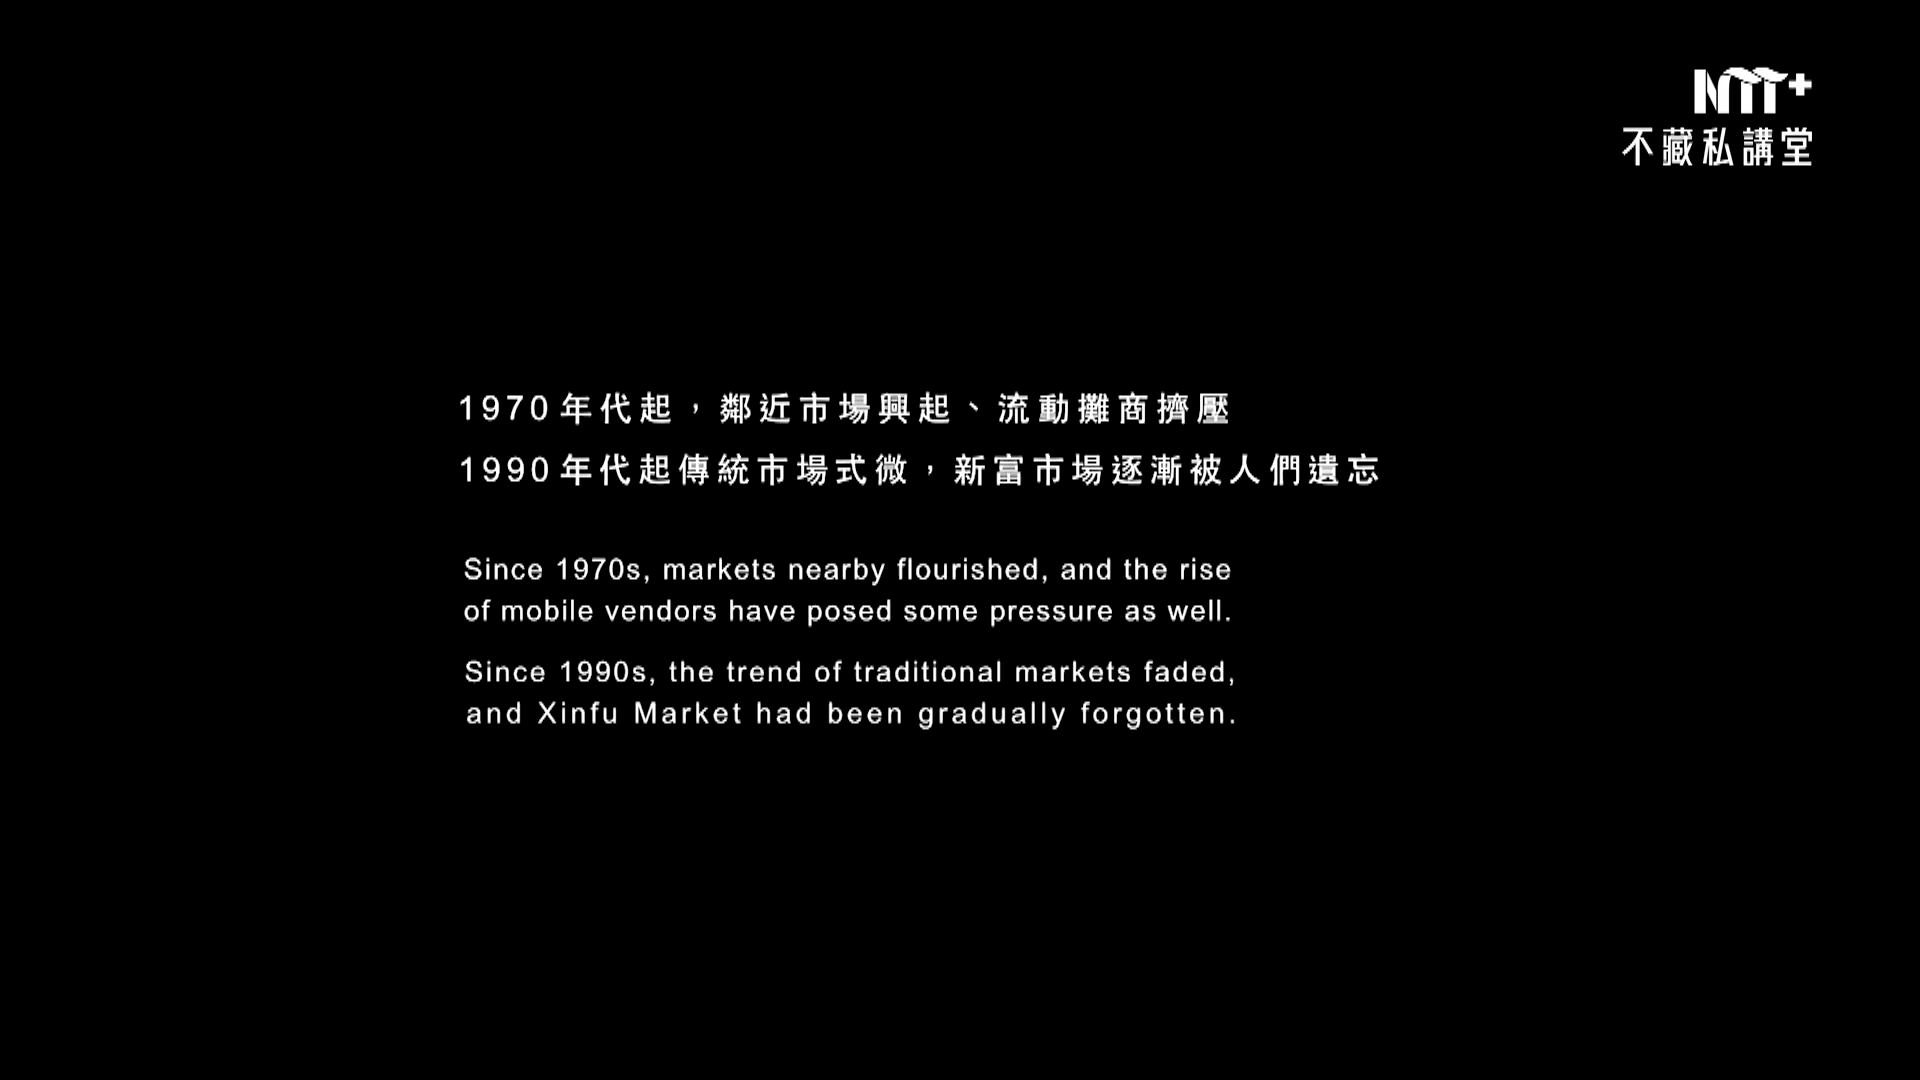 NTT+
不藏私講堂
1970年代起，鄰近市場興起、流動攤商擠壓
1990年代起傳統市場式微，新富市場逐漸被人們遺忘
Since 1970s, markets nearby flourished, and the rise
of mobile vendors have posed some pressure as well.
Since 1990s, the trend of traditional markets faded,
and Xinfu Market had been gradually forgotten.